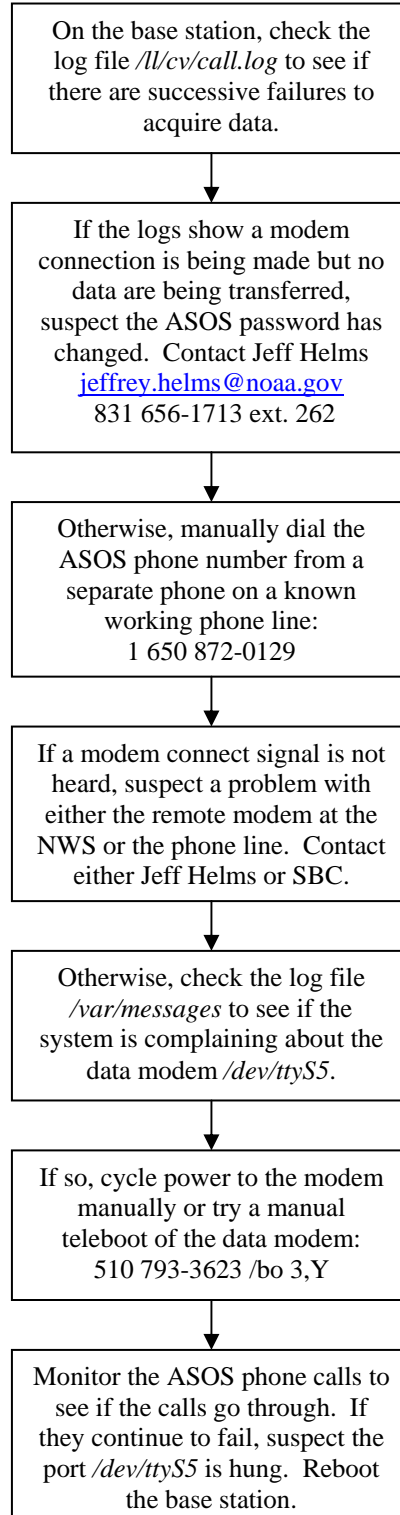 On the base station, check the
log file /ll/cv/call.log to see if
there are successive failures to
acquire data.
If the logs show a modem
connection is being made but no
data are being transferred,
suspect the ASOS password has
changed.  Contact Jeff Helms
jeffrey.helms@noaa.gov
831 656-1713 ext. 262
Otherwise, manually dial the
ASOS phone number from a
separate phone on a known
working phone line:
1 650 872-0129
If a modem connect signal is not
heard, suspect a problem with
either the remote modem at the
NWS or the phone line.  Contact
either Jeff Helms or SBC.
Otherwise, check the log file
/var/messages to see if the
system is complaining about the
data modem /dev/ttyS5.
If so, cycle power to the modem
manually or try a manual
teleboot of the data modem:
510 793-3623 /bo 3,Y
Monitor the ASOS phone calls to
see if the calls go through.  If
they continue to fail, suspect the
port /dev/ttyS5 is hung.  Reboot
the base station.